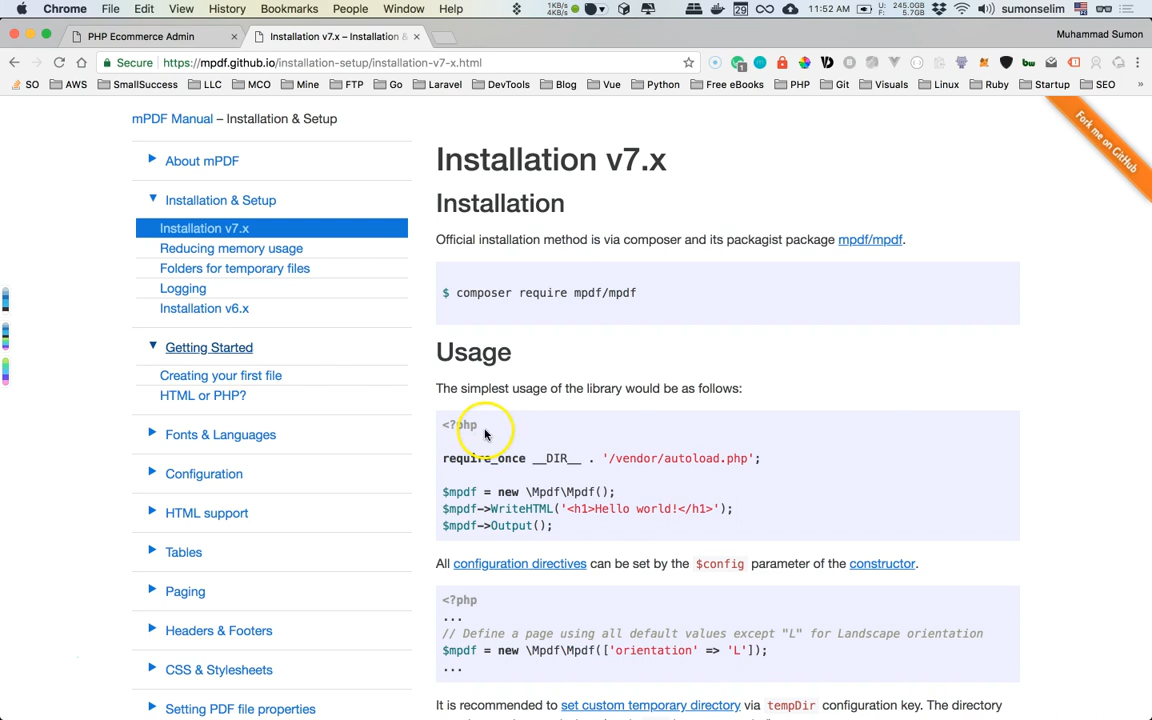 Chrome File Edit View History Bookmarks People Window Help 1KB/s 4KB/s 29 11:52 AM U: F: 245.0GB 5.7GB sumonselim
PHP Ecommerce Admin × Installation v7.x – Installation & × Muhammad Sumon
Secure https://mpdf.github.io/installation-setup/installation-v7-x.html
SO AWS SmallSuccess LLC MCO Mine FTP Go Laravel DevTools Blog Vue Python Free eBooks PHP Git Visuals Linux Ruby Startup SEO »
Fork me on GitHub
mPDF Manual – Installation & Setup
About mPDF
Installation & Setup
Installation v7.x
Reducing memory usage
Folders for temporary files
Logging
Installation v6.x
Getting Started
Creating your first file
HTML or PHP?
Fonts & Languages
Configuration
HTML support
Tables
Paging
Headers & Footers
CSS & Stylesheets
Setting PDF file properties
Installation v7.x
Installation
Official installation method is via composer and its packagist package mpdf/mpdf.
$ composer require mpdf/mpdf
Usage
The simplest usage of the library would be as follows:
<?php
require_once __DIR__ . '/vendor/autoload.php';
$mpdf = new \Mpdf\Mpdf();
$mpdf->WriteHTML('<h1>Hello world!</h1>');
$mpdf->Output();
All configuration directives can be set by the $config parameter of the constructor.
<?php
...
// Define a page using all default values except "L" for Landscape orientation
$mpdf = new \Mpdf\Mpdf(['orientation' => 'L']);
...
It is recommended to set custom temporary directory via tempDir configuration key. The directory